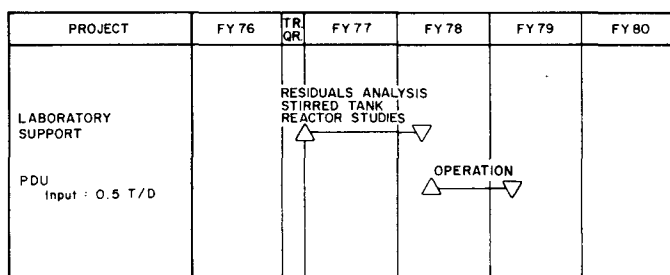 PROJECT FY 76 TR. QR. FY 77 FY 78 FY 79 FY 80
RESIDUALS ANALYSIS
STIRRED TANK
REACTOR STUDIES
LABORATORY
SUPPORT
OPERATION
PDU
Input : 0.5 T/D